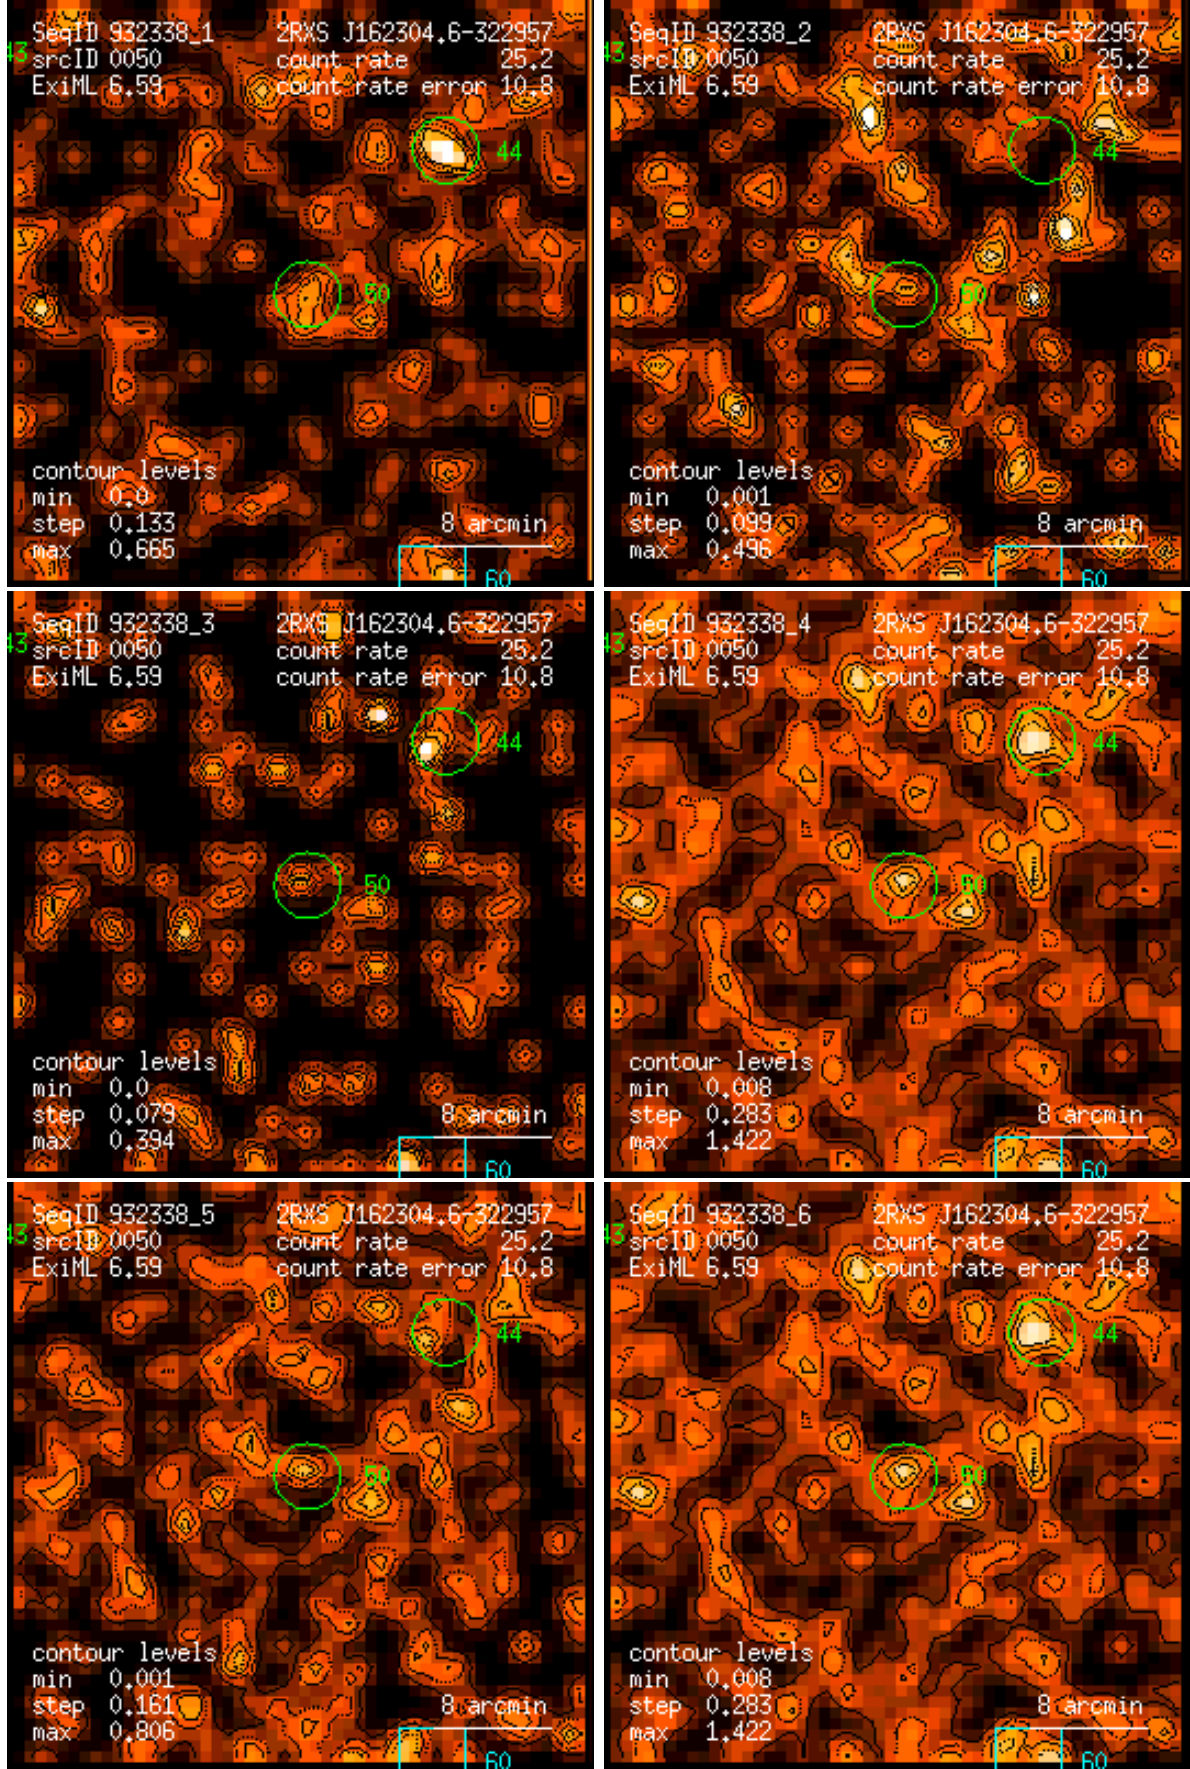 SeqID 932338_1 2RXS J162304.6-322957
43 srcID 0050 count rate 25.2
ExiML 6.59 count rate error 10.8
44
50
contour levels
min 0.0
step 0.133 8 arcmin
max 0.665
60
SeqID 932338_2 2RXS J162304.6-322957
43 srcID 0050 count rate 25.2
ExiML 6.59 count rate error 10.8
44
50
contour levels
min 0.001
step 0.099 8 arcmin
max 0.496
60
SeqID 932338_3 2RXS J162304.6-322957
43 srcID 0050 count rate 25.2
ExiML 6.59 count rate error 10.8
44
50
contour levels
min 0.0
step 0.079 8 arcmin
max 0.394
60
SeqID 932338_4 2RXS J162304.6-322957
43 srcID 0050 count rate 25.2
ExiML 6.59 count rate error 10.8
44
50
contour levels
min 0.008
step 0.283 8 arcmin
max 1.422
60
SeqID 932338_5 2RXS J162304.6-322957
43 srcID 0050 count rate 25.2
ExiML 6.59 count rate error 10.8
44
50
contour levels
min 0.001
step 0.161 8 arcmin
max 0.806
60
SeqID 932338_6 2RXS J162304.6-322957
43 srcID 0050 count rate 25.2
ExiML 6.59 count rate error 10.8
44
50
contour levels
min 0.008
step 0.283 8 arcmin
max 1.422
60